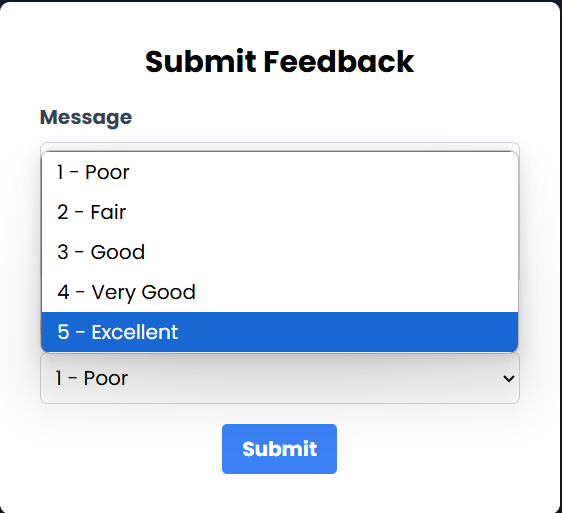 Submit Feedback
Message
1 - Poor
2 - Fair
3 - Good
4 - Very Good
5 - Excellent
1 - Poor
Submit